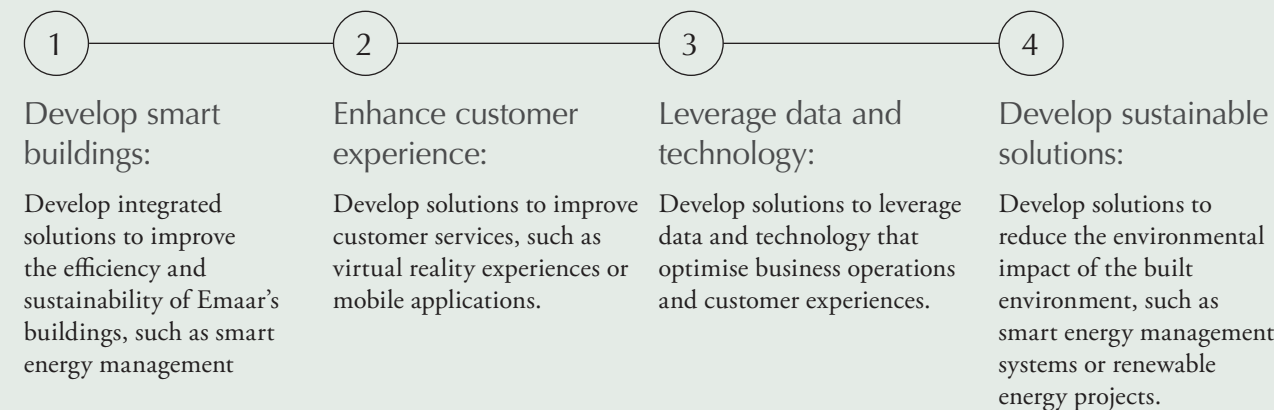 1
Develop smart
buildings:
Develop integrated
solutions to improve
the efficiency and
sustainability of Emaar’s
buildings, such as smart
energy management
2
Enhance customer
experience:
Develop solutions to improve
customer services, such as
virtual reality experiences or
mobile applications.
3
Leverage data and
technology:
Develop solutions to leverage
data and technology that
optimise business operations
and customer experiences.
4
Develop sustainable
solutions:
Develop solutions to
reduce the environmental
impact of the built
environment, such as
smart energy management
systems or renewable
energy projects.